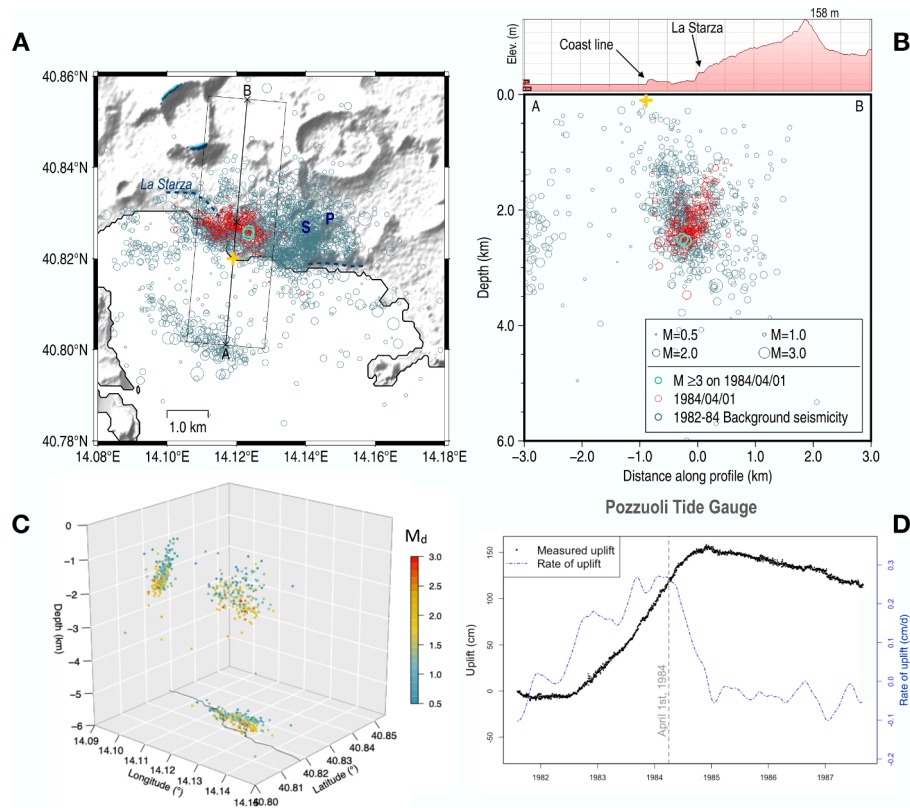 A
40.86°N
40.84°N
40.82°N
40.80°N
40.78°N
14.08°E 14.10°E 14.12°E 14.14°E 14.16°E 14.18°E
B
La Starza
S
P
A
1.0 km
B
Elev. (m)
158 m
La Starza
Coast line
A
B
0.0
2.0
4.0
6.0
Depth (km)
M=0.5 M=1.0
M=2.0 M=3.0
M ≥3 on 1984/04/01
1984/04/01
1982-84 Background seismicity
−3.0 −2.0 −1.0 0.0 1.0 2.0 3.0
Distance along profile (km)
C
Md
3.0
2.5
2.0
1.5
1.0
0.5
0
−1
−2
−3
−4
−5
−6
Depth (km)
14.09
14.10
14.11
14.12
14.13
14.14
Longitude (°)
40.80
40.81
40.82
40.83
40.84
40.85
Latitude (°)
Pozzuoli Tide Gauge
D
Measured uplift
Rate of uplift
150
100
50
0
-50
Uplift (cm)
April 1st, 1984
0.3
0.2
0.1
0.0
-0.1
-0.2
Rate of uplift (cm/d)
1982 1983 1984 1985 1986 1987